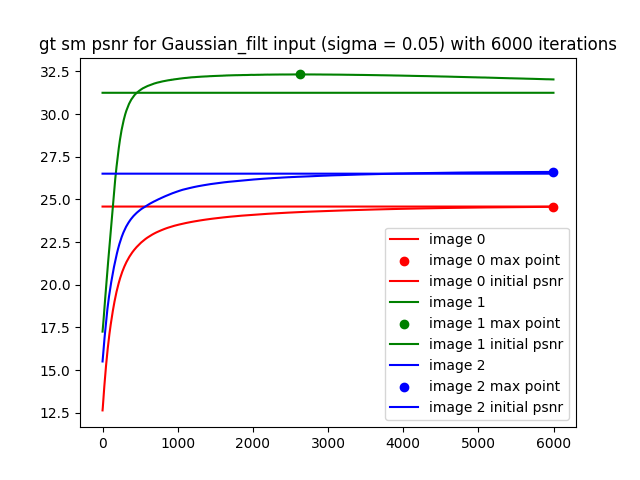 gt sm psnr for Gaussian_filt input (sigma = 0.05) with 6000 iterations
32.5
30.0
27.5
25.0
22.5
20.0
17.5
15.0
12.5
image 0
image 0 max point
image 0 initial psnr
image 1
image 1 max point
image 1 initial psnr
image 2
image 2 max point
image 2 initial psnr
0 1000 2000 3000 4000 5000 6000